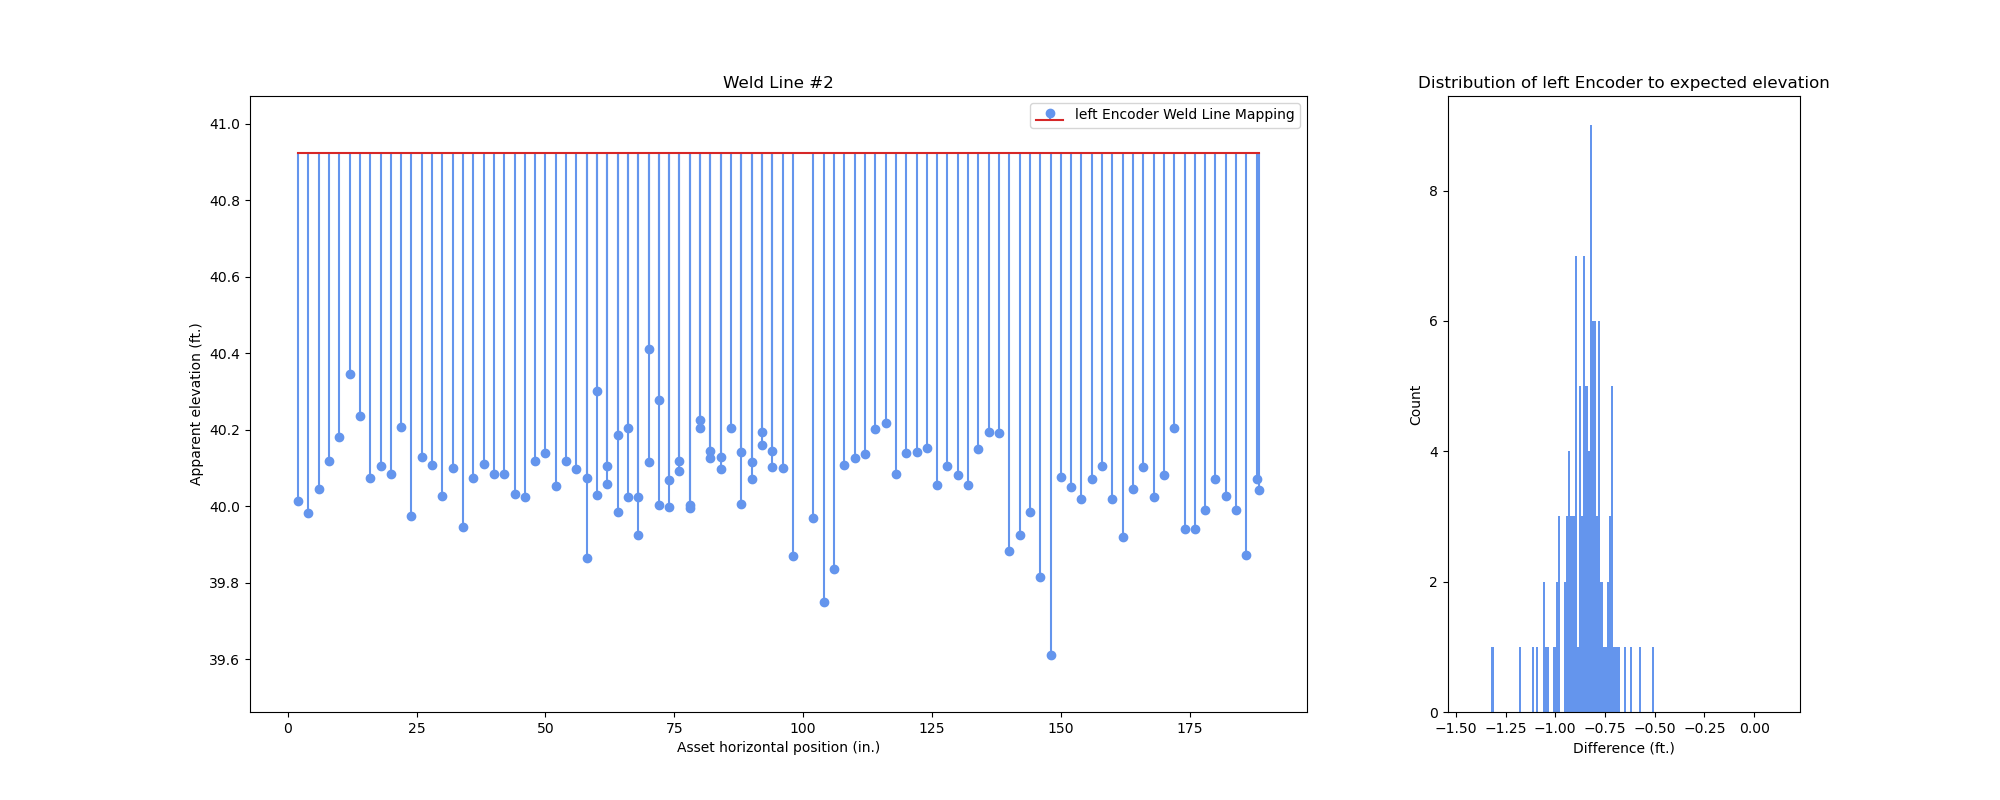 Weld Line #2
left Encoder Weld Line Mapping
Apparent elevation (ft.)
41.0
40.8
40.6
40.4
40.2
40.0
39.8
39.6
0 25 50 75 100 125 150 175
Asset horizontal position (in.)
Distribution of left Encoder to expected elevation
Count
8
6
4
2
0
−1.50 −1.25 −1.00 −0.75 −0.50 −0.25 0.00
Difference (ft.)